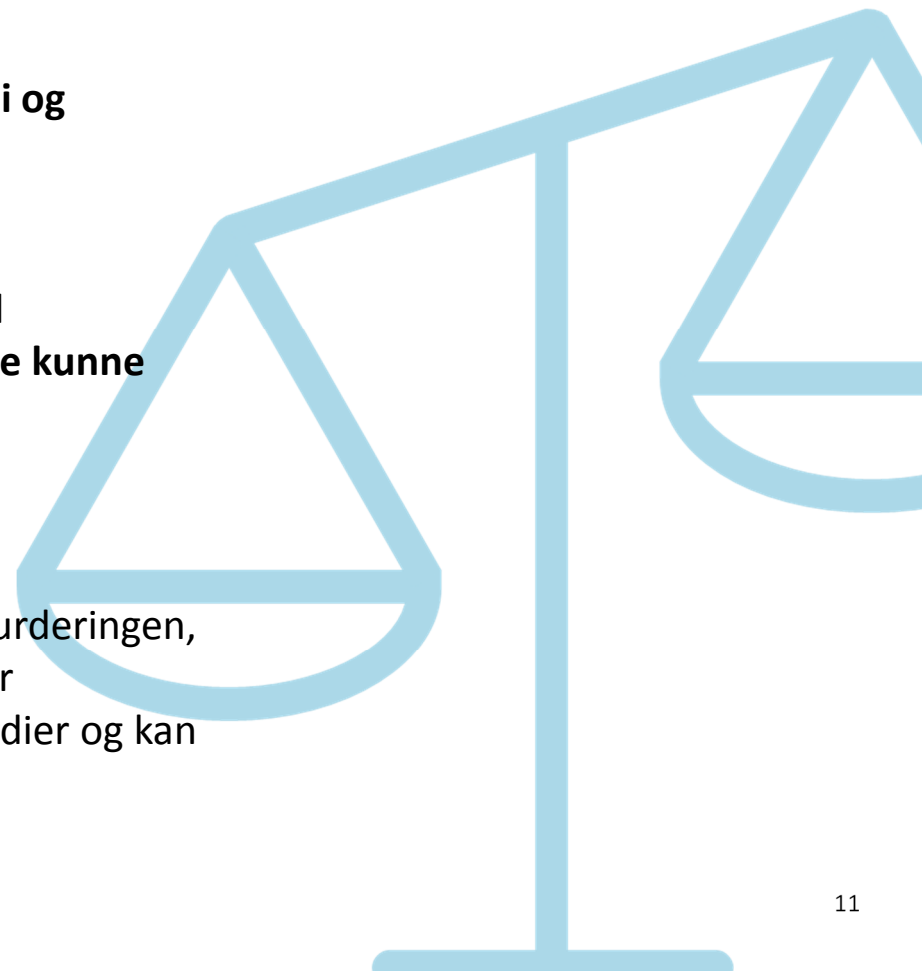 i og
e kunne
urderingen,
r
dier og kan
11